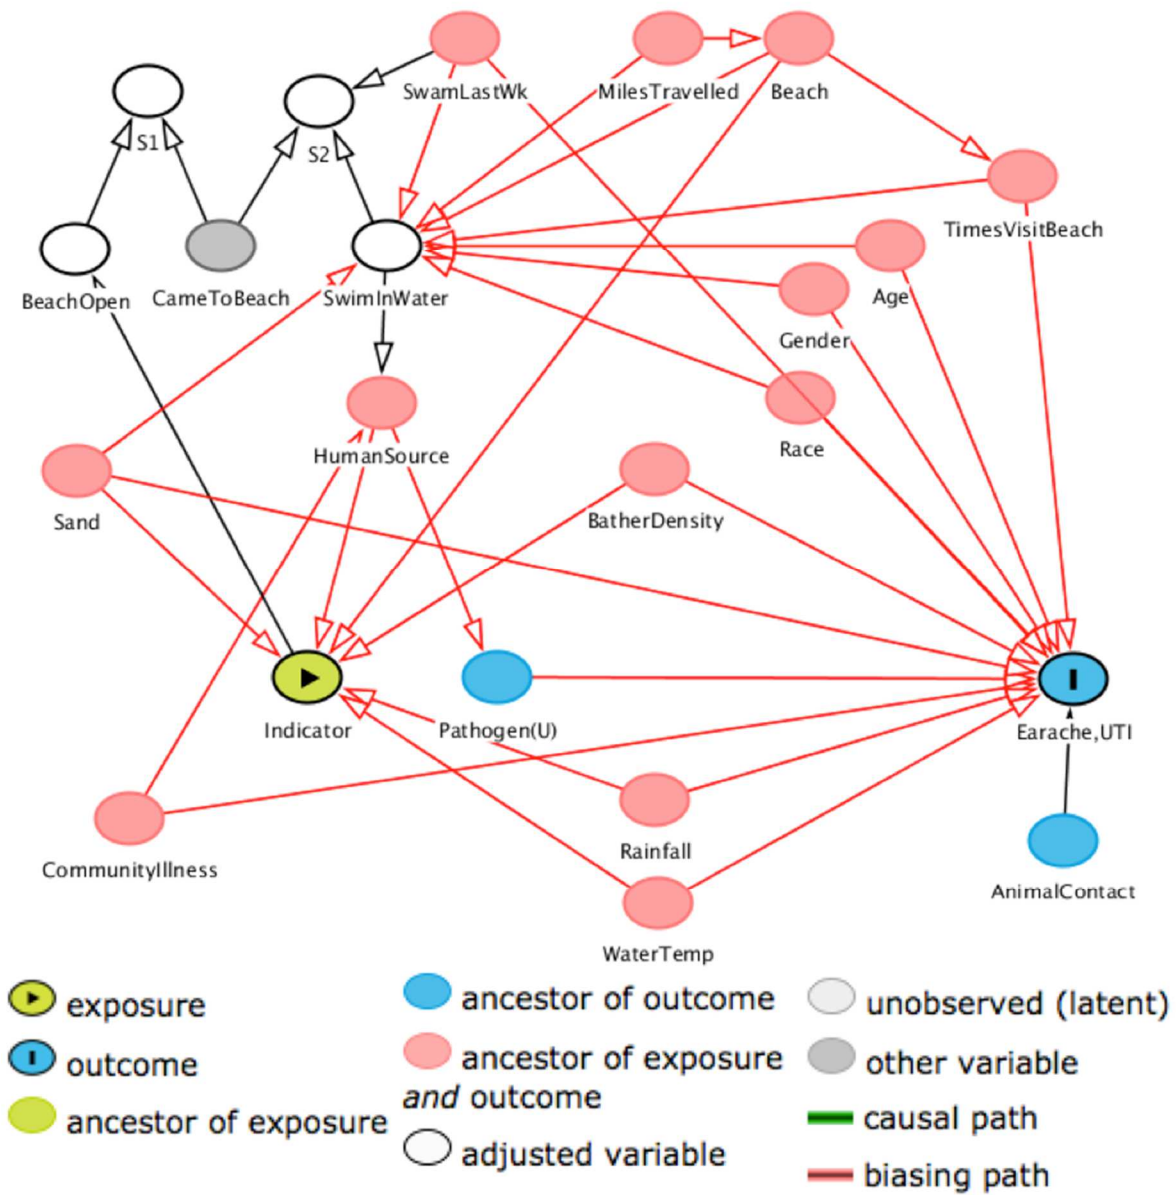 SwamLastWk
MilesTravelled
Beach
S1
S2
TimesVisitBeach
BeachOpen
CameToBeach
SwimInWater
Age
Gender
HumanSource
Race
Sand
BatherDensity
Indicator
Pathogen(U)
Earache,UTI
CommunityIllness
Rainfall
AnimalContact
WaterTemp
exposure
outcome
ancestor of exposure
ancestor of outcome
ancestor of exposure
and outcome
adjusted variable
unobserved (latent)
other variable
causal path
biasing path